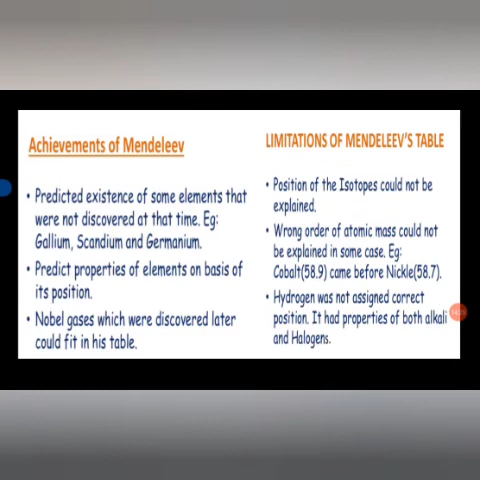 Achievements of Mendeleev
• Predicted existence of some elements that
were not discovered at that time. Eg:
Gallium, Scandium and Germanium.
• Predict properties of elements on basis of
its position.
• Nobel gases which were discovered later
could fit in his table.
LIMITATIONS OF MENDELEEV'S TABLE
• Position of the Isotopes could not be
explained.
• Wrong order of atomic mass could not
be explained in some case. Eg:
Cobalt(58.9) came before Nickle(58.7).
• Hydrogen was not assigned correct
position. It had properties of both alkali
and Halogens.